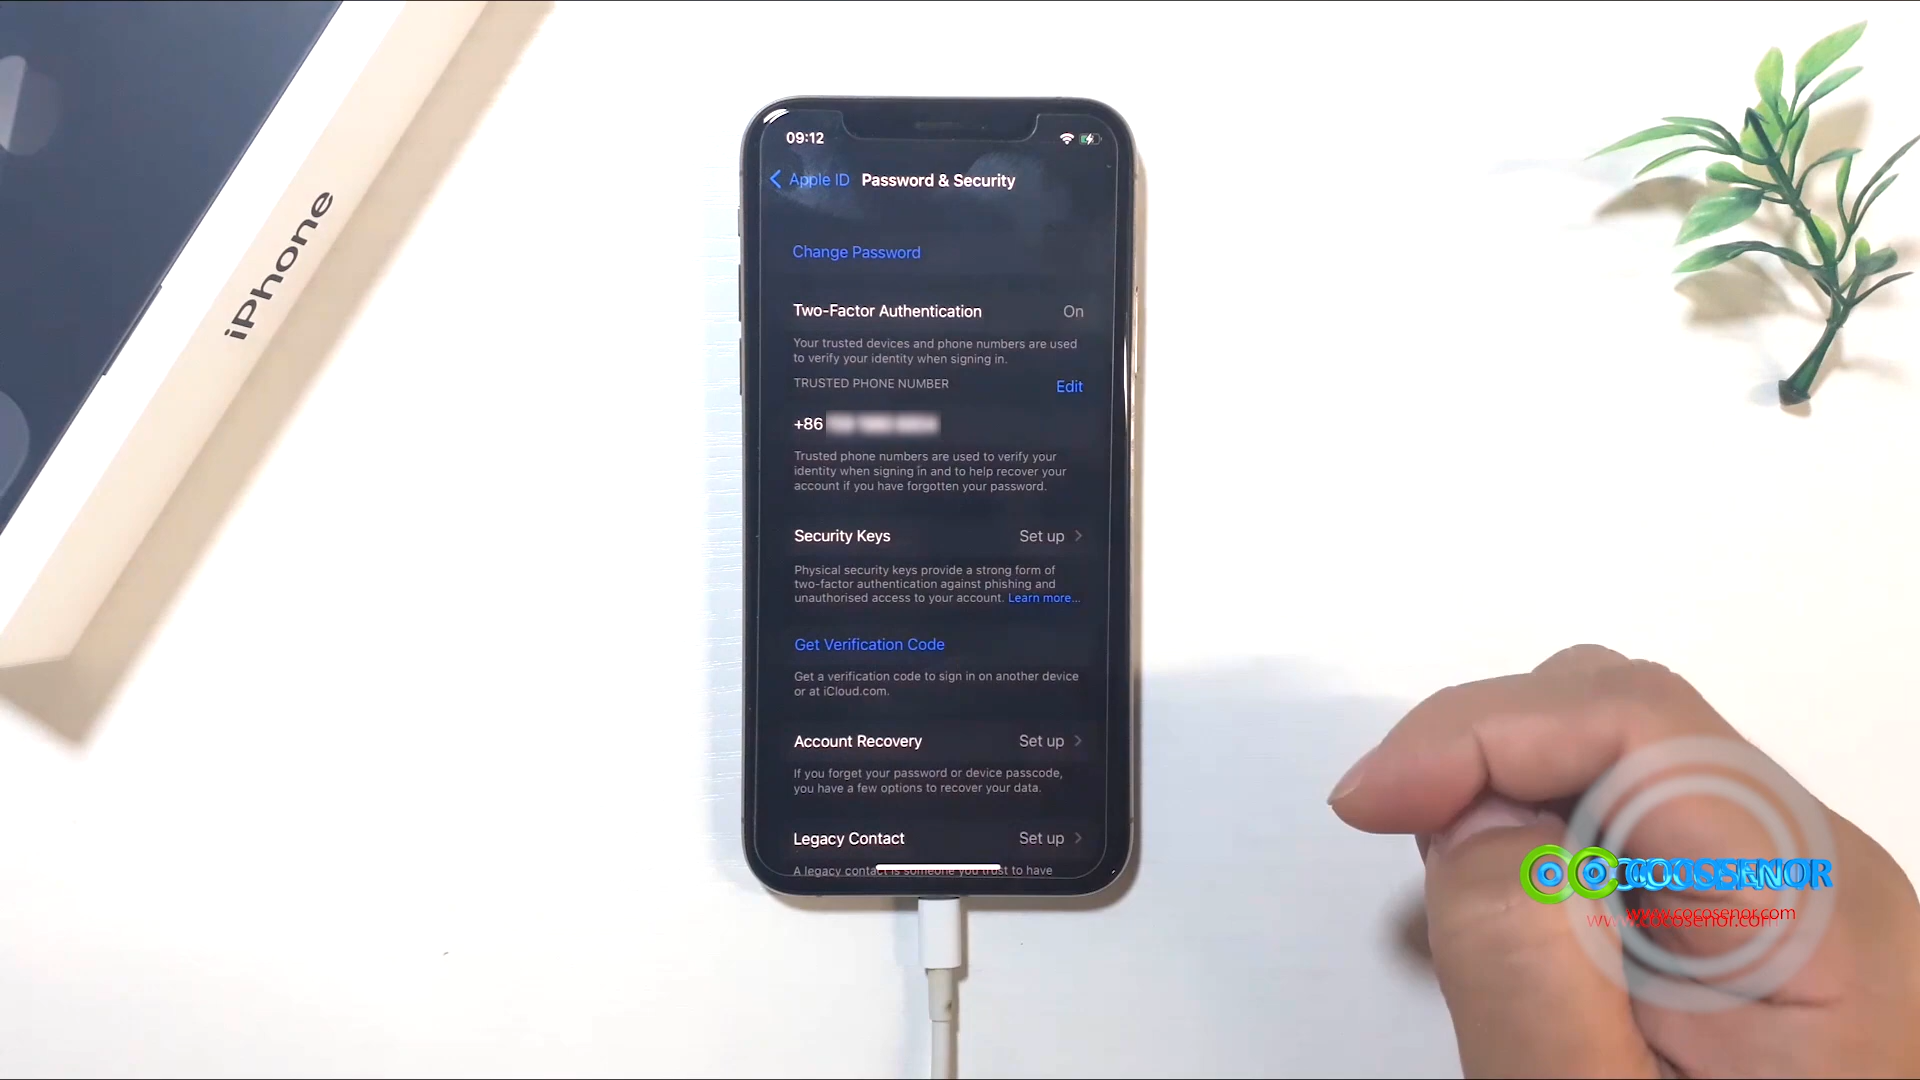 iPhone
09:12
Apple ID Password & Security
Change Password
Two-Factor Authentication On
Your trusted devices and phone numbers are used
to verify your identity when signing in.
TRUSTED PHONE NUMBER Edit
+86
Trusted phone numbers are used to verify your
identity when signing in and to help recover your
account if you have forgotten your password.
Security Keys Set up
Physical security keys provide a strong form of
two-factor authentication against phishing and
unauthorised access to your account. Learn more...
Get Verification Code
Get a verification code to sign in on another device
or at iCloud.com.
Account Recovery Set up
If you forget your password or device passcode,
you have a few options to recover your data.
Legacy Contact Set up
A legacy contact is someone you trust to have
COCOSENOR
www.cocosenor.com